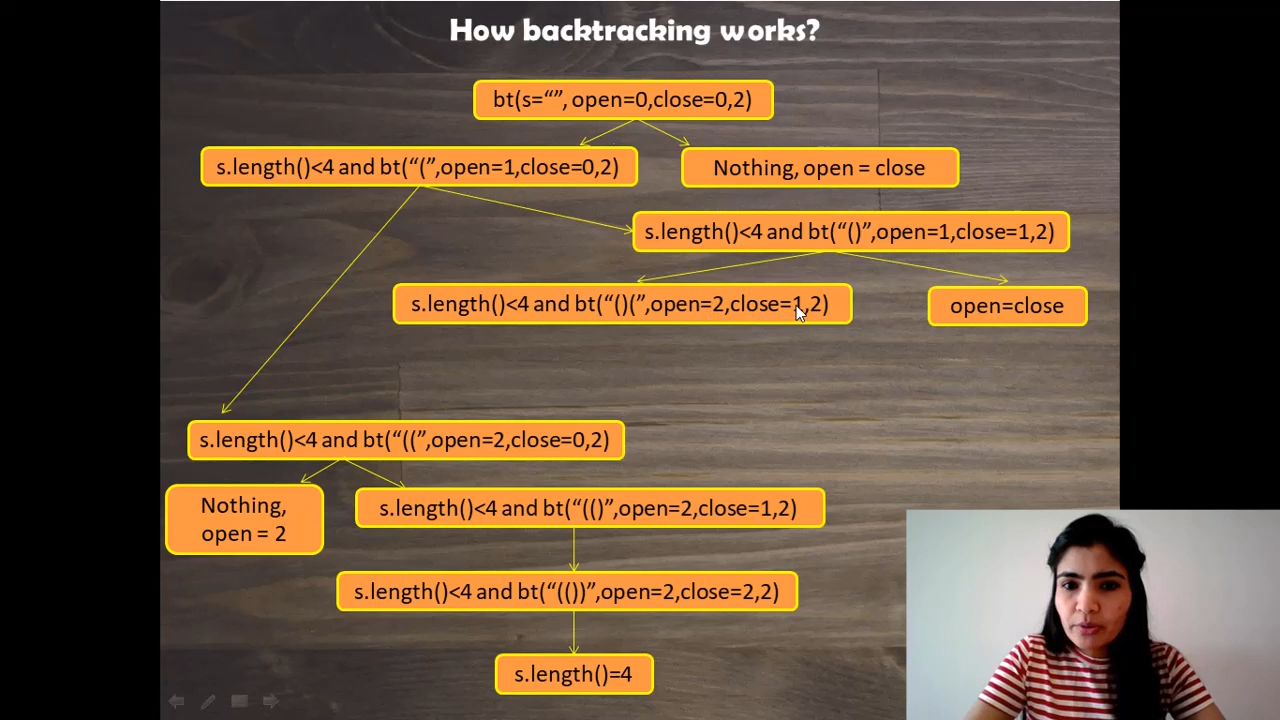 How backtracking works?
bt(s=“”, open=0,close=0,2)
s.length()<4 and bt(“(”,open=1,close=0,2)
Nothing, open = close
s.length()<4 and bt(“()”,open=1,close=1,2)
s.length()<4 and bt(“()(”,open=2,close=1,2)
open=close
s.length()<4 and bt(“((”,open=2,close=0,2)
Nothing,
open = 2
s.length()<4 and bt(“(()”,open=2,close=1,2)
s.length()<4 and bt(“(())”,open=2,close=2,2)
s.length()=4